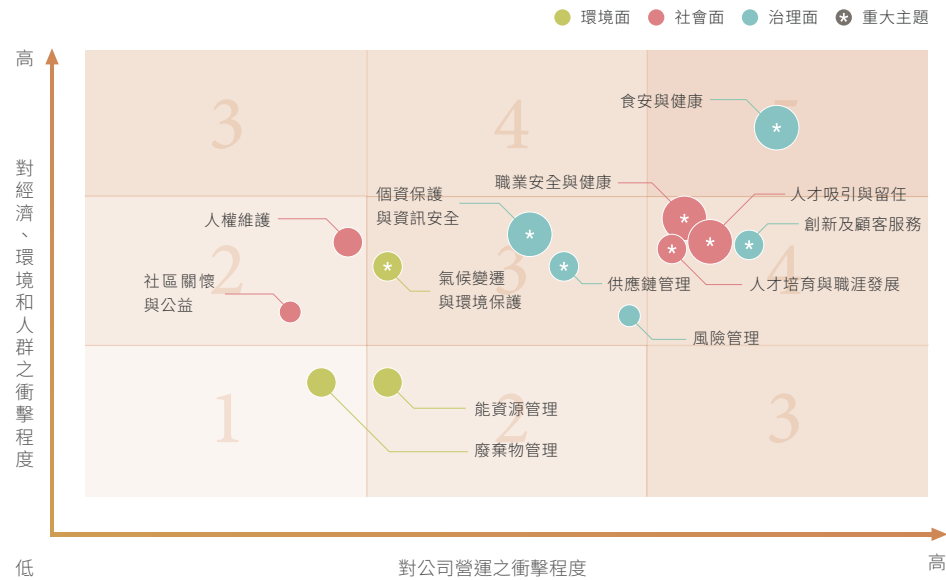 環境面 社會面 治理面 * 重大主題
高
對經濟、環境和人群之衝擊程度
3
4
5
食安與健康
職業安全與健康
個資保護
與資訊安全
人才吸引與留任
人權維護
創新及顧客服務
2
3
4
社區關懷
與公益
氣候變遷
與環境保護
供應鏈管理
人才培育與職涯發展
風險管理
1
2
3
能資源管理
廢棄物管理
低
對公司營運之衝擊程度
高